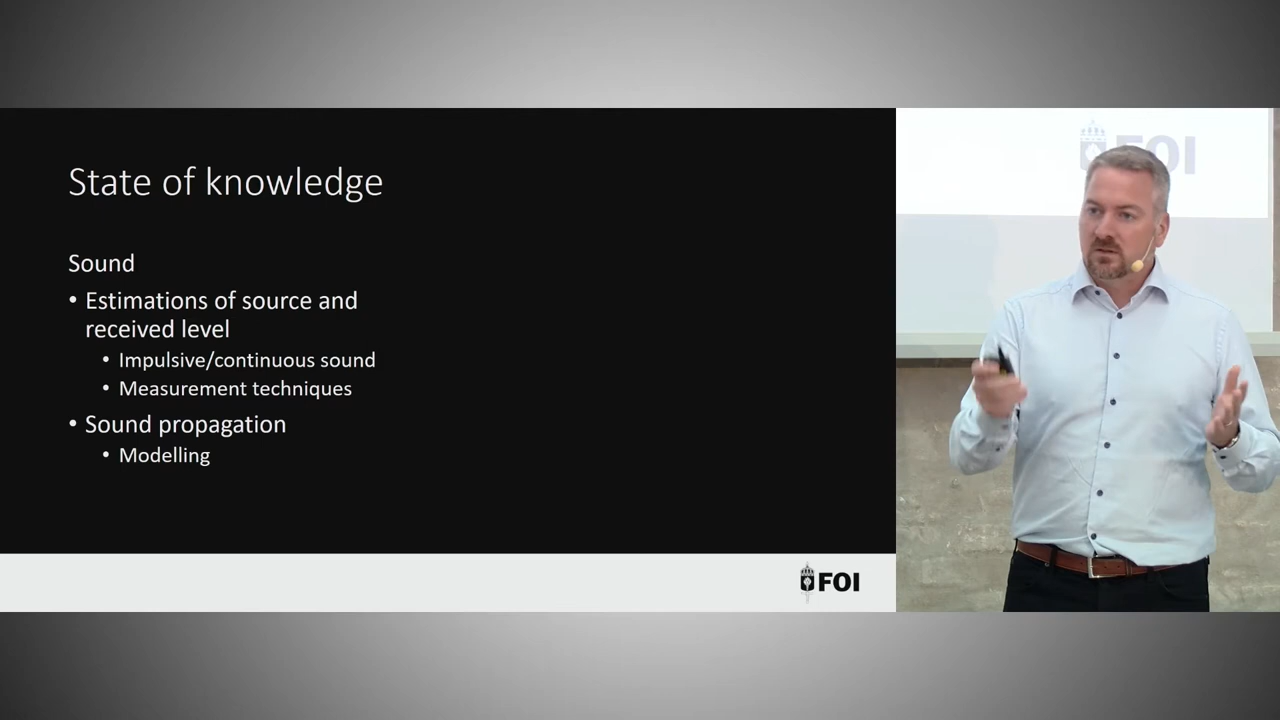 State of knowledge
Sound
• Estimations of source and
received level
• Impulsive/continuous sound
• Measurement techniques
• Sound propagation
• Modelling
FOI
FOI